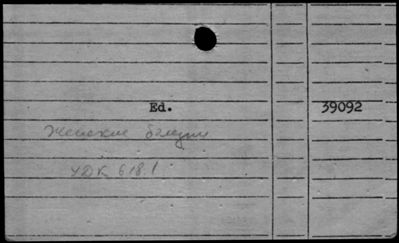 Ed. 39092
Женские болезни
УДК 618.1